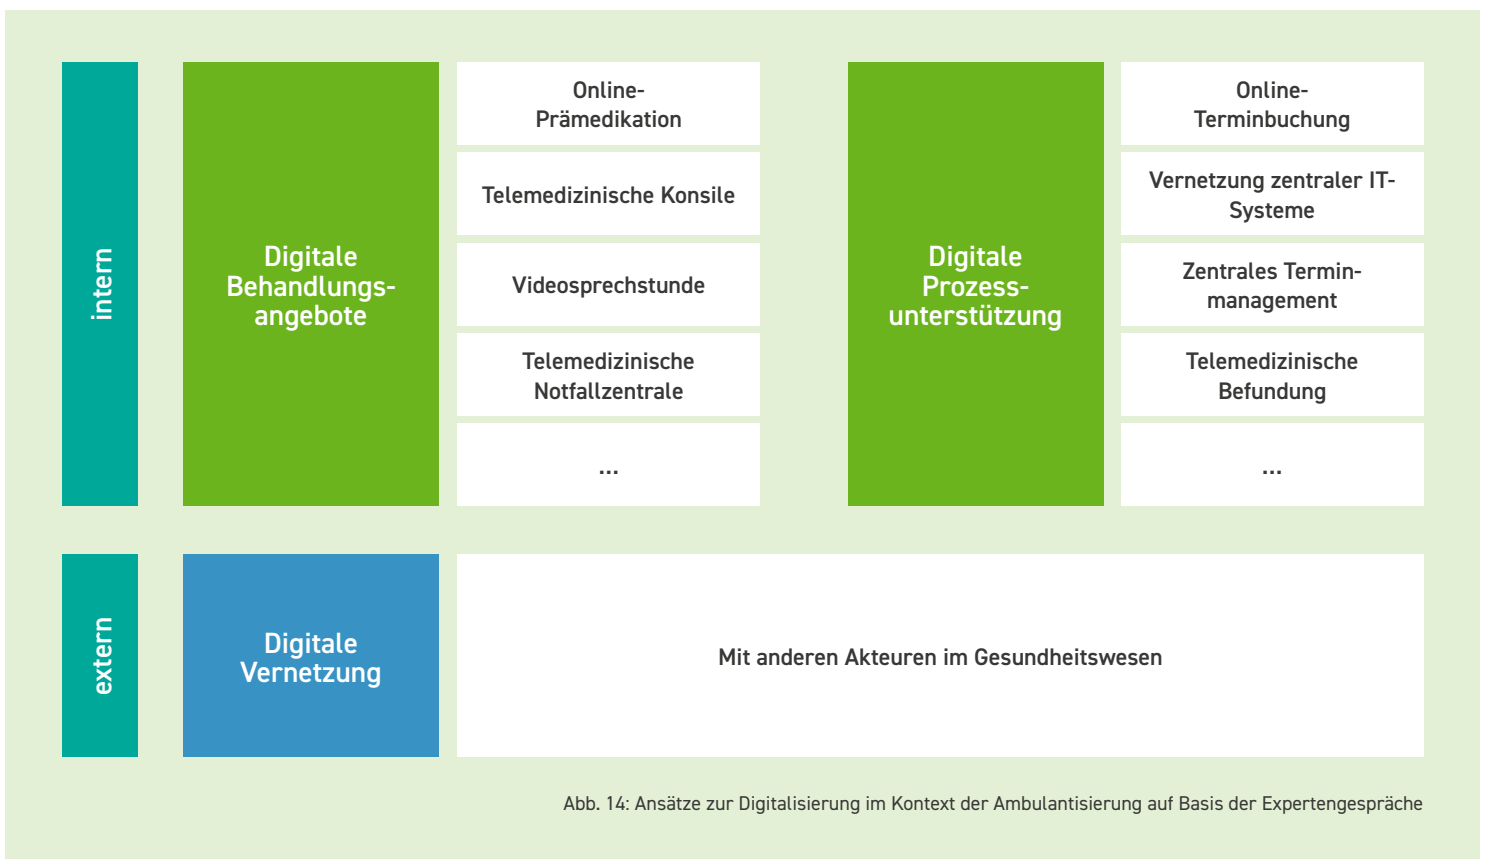 intern
Digitale
Behandlungs-
angebote
Online-
Prämedikation
Telemedizinische Konsile
Videosprechstunde
Telemedizinische
Notfallzentrale
...
Digitale
Prozess-
unterstützung
Online-
Terminbuchung
Vernetzung zentraler IT-
Systeme
Zentrales Termin-
management
Telemedizinische
Befundung
...
extern
Digitale
Vernetzung
Mit anderen Akteuren im Gesundheitswesen
Abb. 14: Ansätze zur Digitalisierung im Kontext der Ambulantisierung auf Basis der Expertengespräche